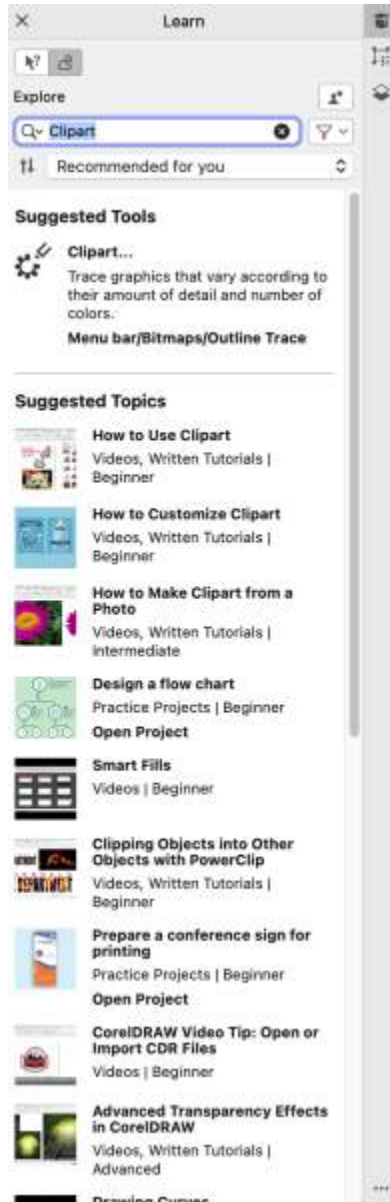 Learn
Explore
Clipart
Recommended for you
Suggested Tools
Clipart...
Trace graphics that vary according to
their amount of detail and number of
colors.
Menu bar/Bitmaps/Outline Trace
Suggested Topics
How to Use Clipart
Videos, Written Tutorials |
Beginner
How to Customize Clipart
Videos, Written Tutorials |
Beginner
How to Make Clipart from a
Photo
Videos, Written Tutorials |
Intermediate
Design a flow chart
Practice Projects | Beginner
Open Project
Smart Fills
Videos | Beginner
Clipping Objects into Other
Objects with PowerClip
Videos, Written Tutorials |
Beginner
Prepare a conference sign for
printing
Practice Projects | Beginner
Open Project
CorelDRAW Video Tip: Open or
Import CDR Files
Videos | Beginner
Advanced Transparency Effects
in CorelDRAW
Videos, Written Tutorials |
Advanced
Drawing Curves